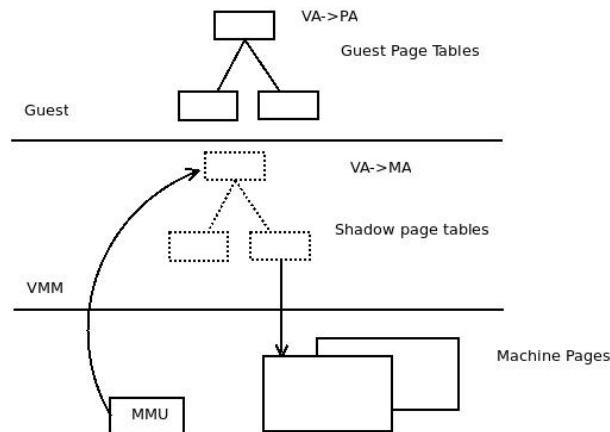 VA->PA
Guest Page Tables
Guest
VA->MA
Shadow page tables
VMM
Machine Pages
MMU